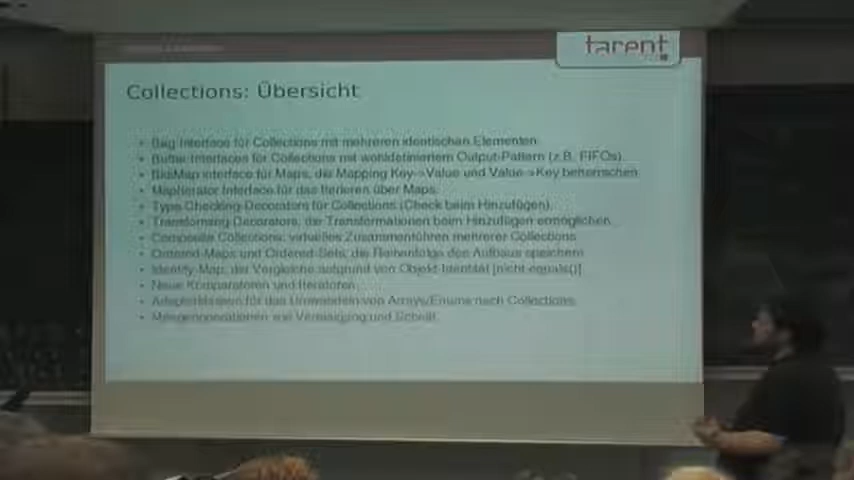 tarent
Collections: Übersicht
• Bag Interface für Collections mit mehreren identischen Elementen.
• Buffer Interfaces für Collections mit wohldefiniertem Output-Pattern (z.B. FIFOs).
• BidiMap interface für Maps, die Mapping Key->Value und Value->Key beherrschen.
• MapIterator Interface für das Iterieren über Maps.
• Type Checking-Decorators für Collections (Check beim Hinzufügen).
• Transforming-Decorators, die Transformationen beim Hinzufügen ermöglichen.
• Composite Collections: virtuelles Zusammenführen mehrerer Collections
• Ordered-Maps und Ordered-Sets, die Reihenfolge des Aufbaus speichern
• Identity-Map, der Vergleiche aufgrund von Objekt-Identität [nicht equals()]
• Neue Komparatoren und Iteratoren
• Adapterklassen für das Umwandeln von Arrays/Enums nach Collections.
• Mengenoperationen wie Vereinigung und Schnitt.